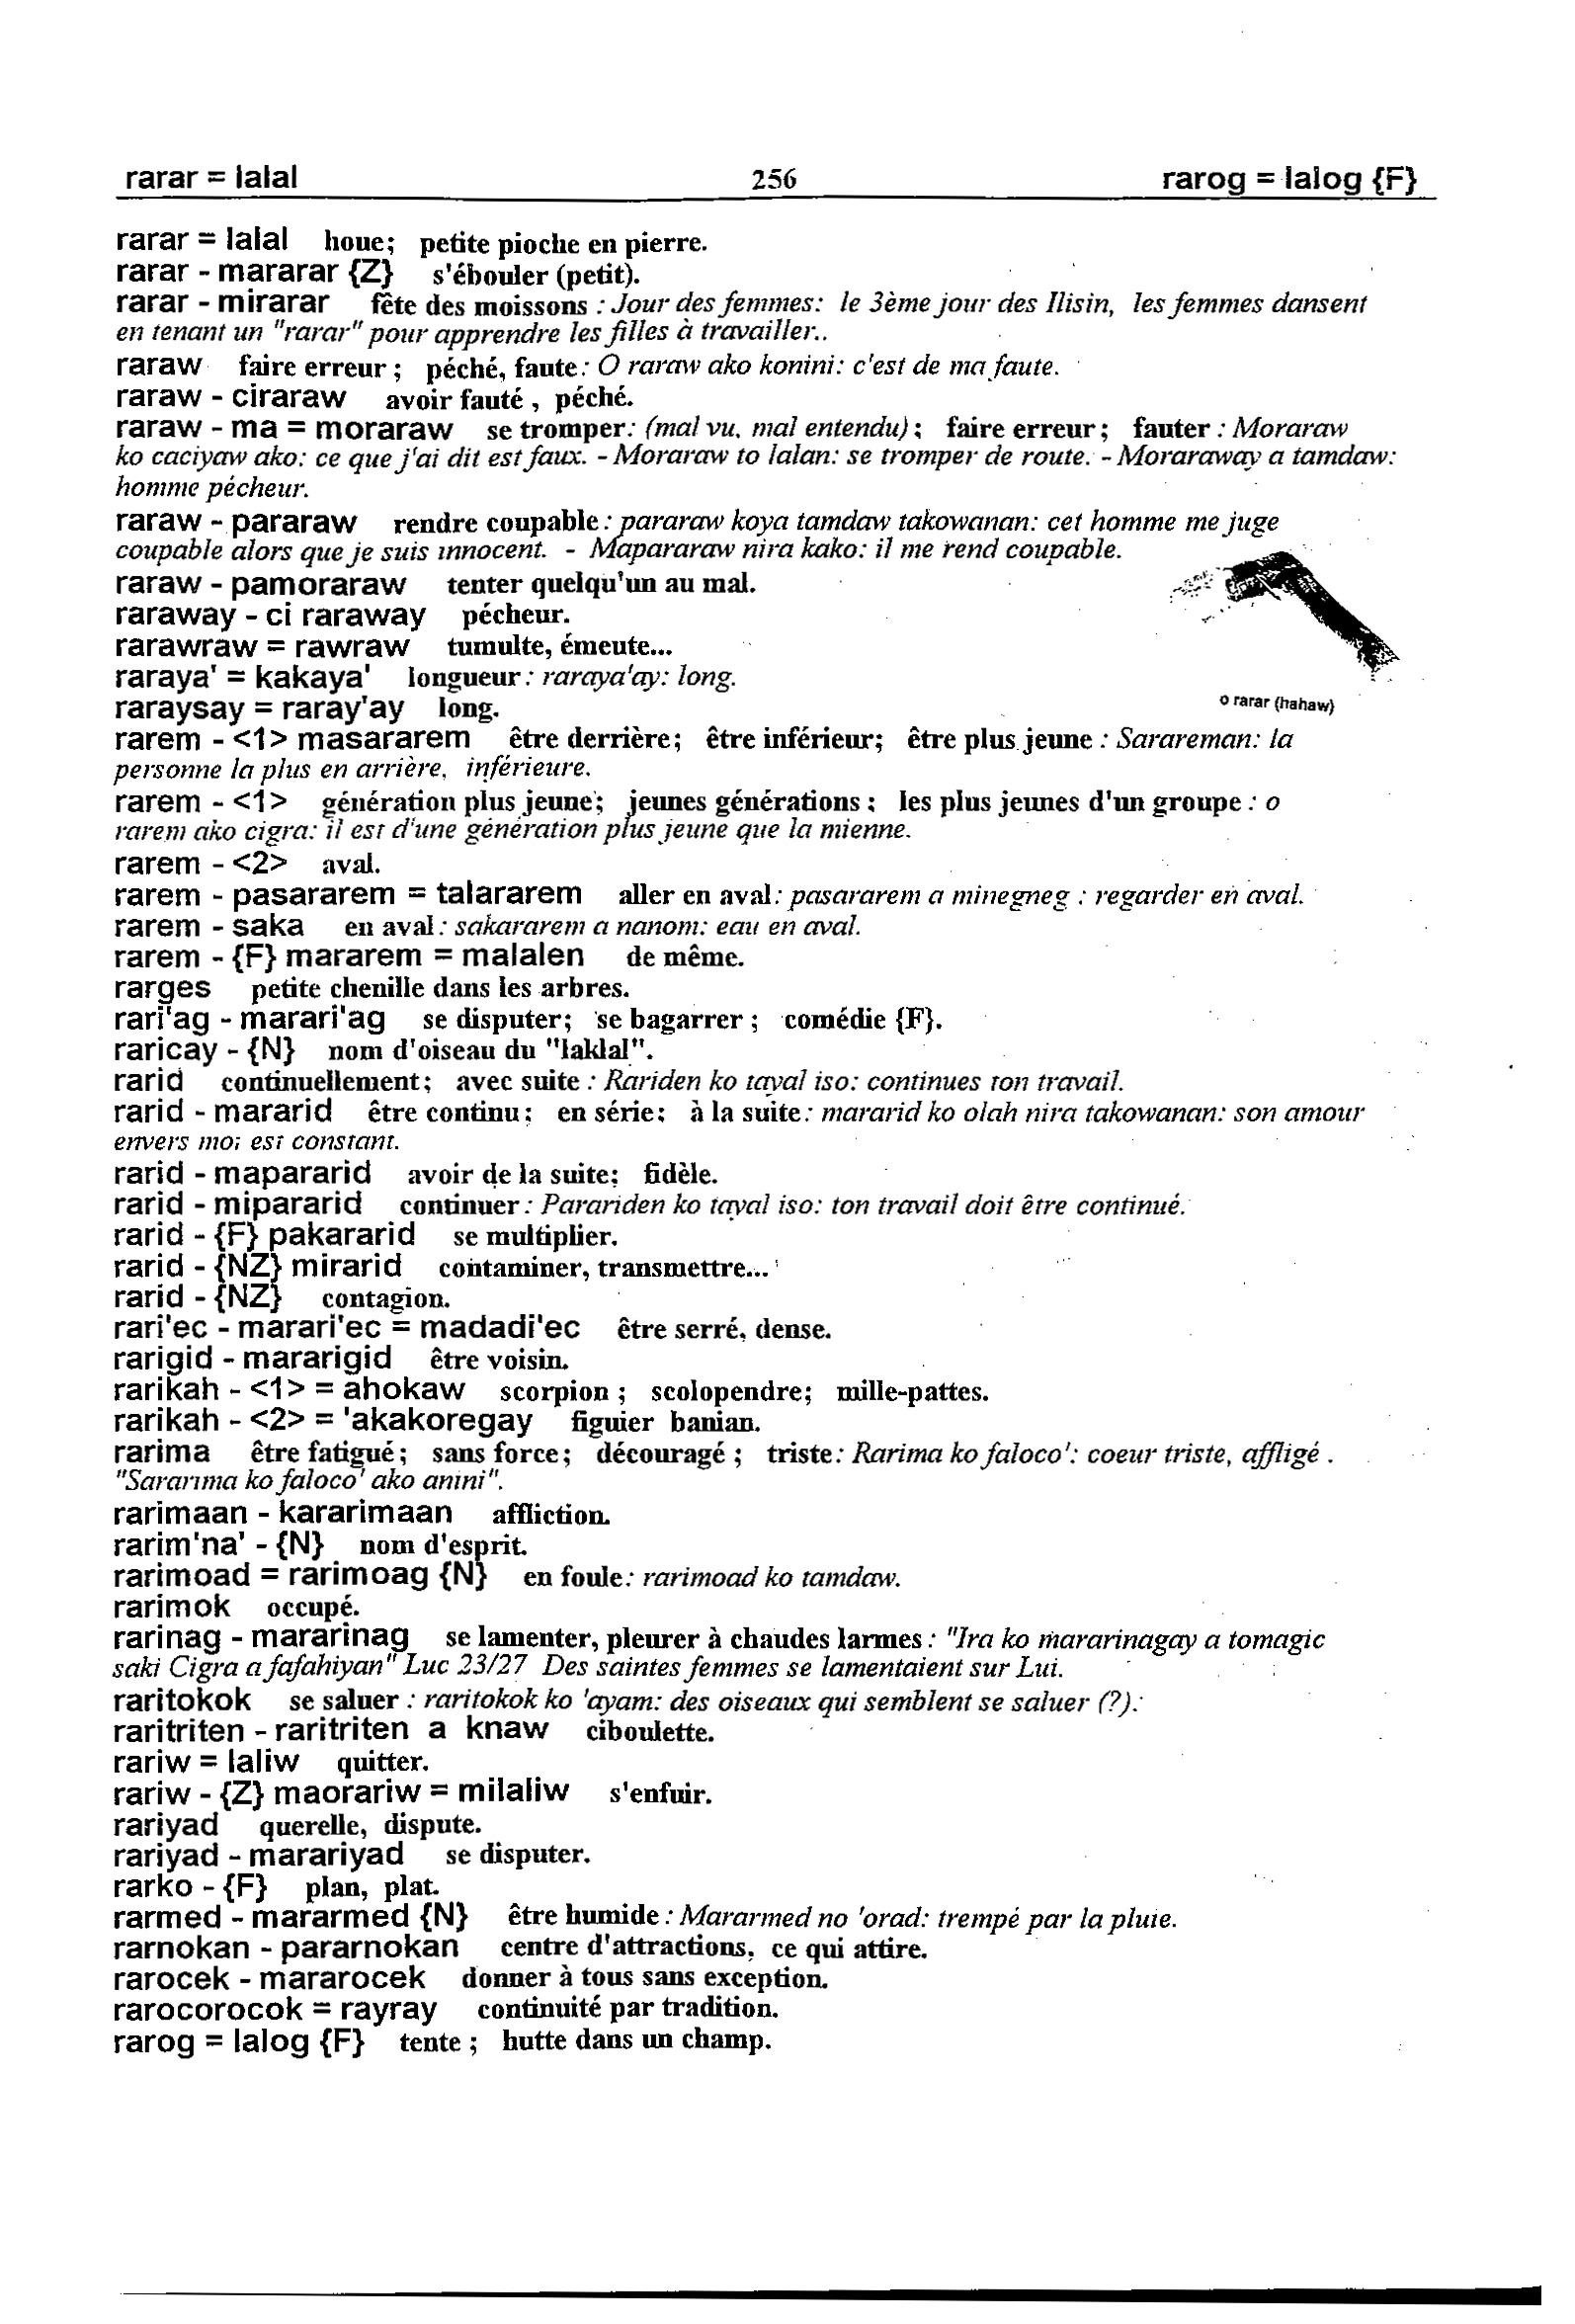 rarar = lalal 256 rarog = lalog {F}
rarar = lalal houe; petite pioche en pierre.
rarar - mararar {Z} s'ébouler (petit).
rarar - mirarar fête des moissons : Jour des femmes: le 3ème jour des Ilisin, les femmes dansent
en tenant un "rarar" pour apprendre les filles à travailler..
raraw faire erreur ; péché, faute: O raraw ako konini: c'est de ma faute.
raraw - ciraraw avoir fauté , péché.
raraw - ma = moraraw se tromper: (mal vu, mal entendu) ; faire erreur ; fauter : Moraraw
ko caciyaw ako: ce que j'ai dit est faux. - Moraraw to lalan: se tromper de route. - Moraraway a tamdaw:
homme pécheur.
raraw - pararaw rendre coupable : pararaw koya tamdaw takowanan: cet homme me juge
coupable alors que je suis innocent. - Mapararaw nira kako: il me rend coupable.
raraw - pamoraraw tenter quelqu'un au mal.
raraway - ci raraway pécheur.
rarawraw = rawraw tumulte, émeute...
raraya' = kakaya' longueur : raraya'ay: long.
raraysay = raray'ay long.
o rarar (hahaw)
rarem - <1> masararem être derrière; être inférieur; être plus jeune : Sarareman: la
personne la plus en arrière, inférieure.
rarem - <1> génération plus jeune; jeunes générations ; les plus jeunes d'un groupe : o
rarem ako cigra: il est d'une génération plus jeune que la mienne.
rarem - <2> aval.
rarem - pasararem = talararem aller en aval : pasararem a minegneg : regarder en aval.
rarem - saka en aval : sakararem a nanom: eau en aval.
rarem - {F} mararem = malalen de même.
rarges petite chenille dans les arbres.
rari'ag - marari'ag se disputer; se bagarrer ; comédie {F}.
raricay - {N} nom d'oiseau du "laklal".
rarid continuellement; avec suite : Rariden ko tayal iso: continues ton travail.
rarid - mararid être continu; en série; à la suite : mararid ko olah nira takowanan: son amour
envers moi est constant.
rarid - mapararid avoir de la suite; fidèle.
rarid - mipararid continuer : Parariden ko tayal iso: ton travail doit être continué.
rarid - {F} pakararid se multiplier.
rarid - {NZ} mirarid contaminer, transmettre...
rarid - {NZ} contagion.
rari'ec - marari'ec = madadi'ec être serré, dense.
rarigid - mararigid être voisin.
rarikah - <1> = ahokaw scorpion ; scolopendre; mille-pattes.
rarikah - <2> = 'akakoregay figuier banian.
rarima être fatigué ; sans force; découragé ; triste: Rarima ko faloco': coeur triste, affligé .
"Sararima ko faloco' ako anini".
rarimaan - kararimaan affliction.
rarim'na' - {N} nom d'esprit.
rarimoad = rarimoag {N} en foule: rarimoad ko tamdaw.
rarimok occupé.
rarinag - mararinag se lamenter, pleurer à chaudes larmes : "Ira ko mararinagay a tomagic
saki Cigra a fafahiyan" Luc 23/27 Des saintes femmes se lamentaient sur Lui.
raritokok se saluer : raritokok ko 'ayam: des oiseaux qui semblent se saluer (?).
raritriten - raritriten a knaw ciboulette.
rariw = laliw quitter.
rariw - {Z} maorariw = milaliw s'enfuir.
rariyad querelle, dispute.
rariyad - marariyad se disputer.
rarko - {F} plan, plat.
rarmed - mararmed {N} être humide : Mararmed no 'orad: trempé par la pluie.
rarnokan - pararnokan centre d'attractions, ce qui attire.
rarocek - mararocek donner à tous sans exception.
rarocorocok = rayray continuité par tradition.
rarog = lalog {F} tente ; hutte dans un champ.